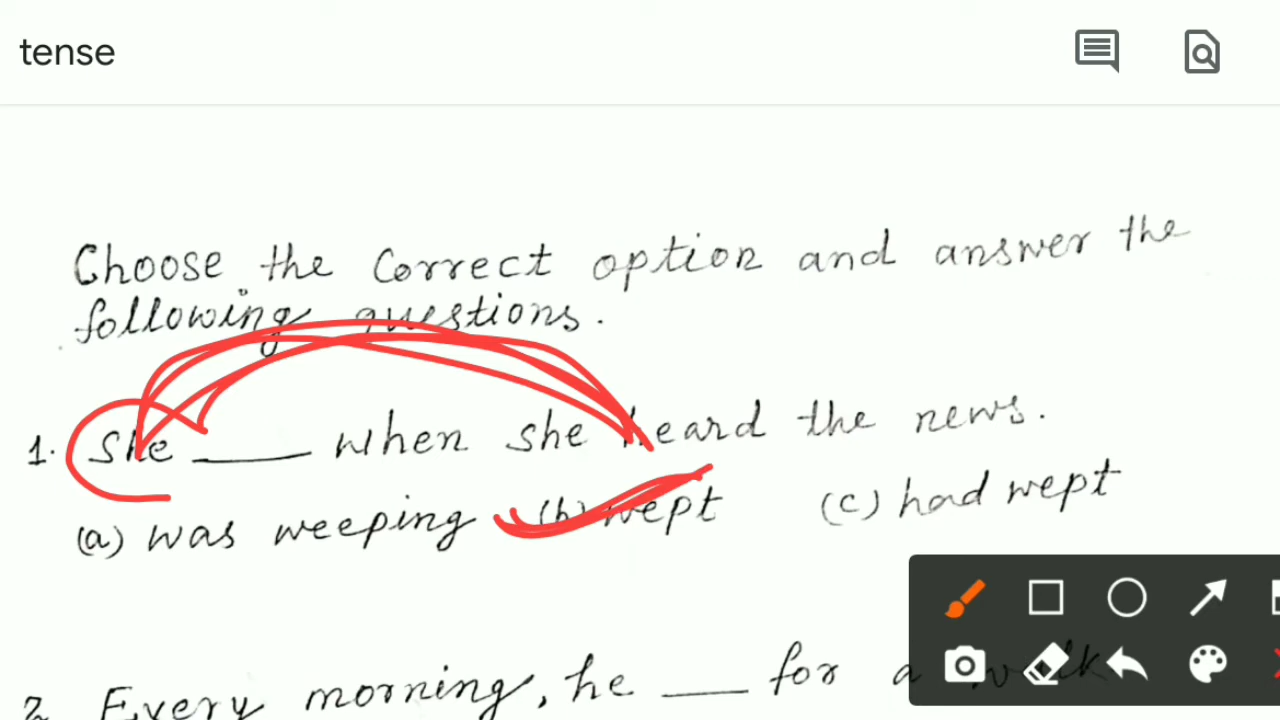 tense
Choose the correct option and answer the
following questions.
1. She ____ when she heard the news.
(a) was weeping (b) wept (c) had wept
2. Every morning, he ____ for a walk